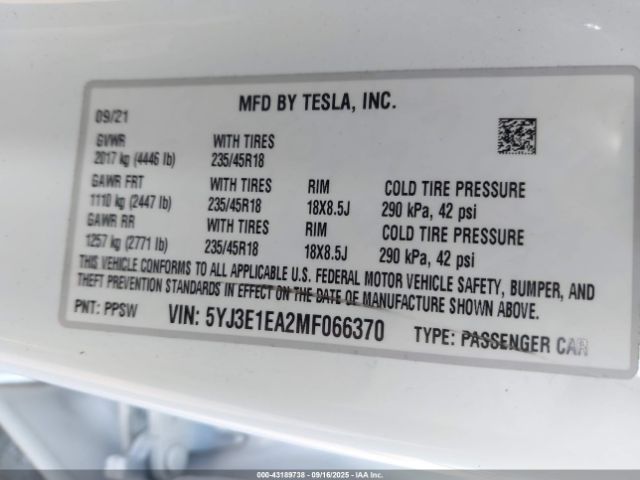 MFD BY TESLA, INC.
09/21
GVWR WITH TIRES
2017 kg (4446 lb) 235/45R18
GAWR FRT WITH TIRES RIM COLD TIRE PRESSURE
1110 kg (2447 lb) 235/45R18 18X8.5J 290 kPa, 42 psi
GAWR RR WITH TIRES RIM COLD TIRE PRESSURE
1257 kg (2771 lb) 235/45R18 18X8.5J 290 kPa, 42 psi
THIS VEHICLE CONFORMS TO ALL APPLICABLE U.S. FEDERAL MOTOR VEHICLE SAFETY, BUMPER, AND
THEFT PREVENTION STANDARDS IN EFFECT ON THE DATE OF MANUFACTURE SHOWN ABOVE.
PNT: PPSW VIN: 5YJ3E1EA2MF066370 TYPE: PASSENGER CAR
000-43189738 - 09/16/2025 - IAA Inc.